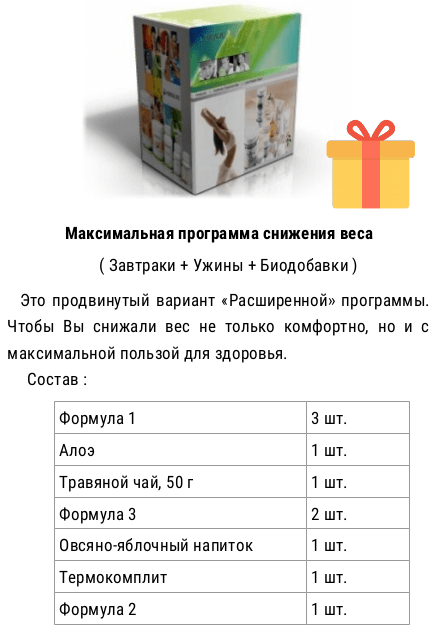 Максимальная программа снижения веса
( Завтраки + Ужины + Биодобавки )
Это продвинутый вариант «Расширенной» программы.
Чтобы Вы снижали вес не только комфортно, но и с
максимальной пользой для здоровья.
Состав :
Формула 1 3 шт.
Алоэ 1 шт.
Травяной чай, 50 г 1 шт.
Формула 3 2 шт.
Овсяно-яблочный напиток 1 шт.
Термокомплит 1 шт.
Формула 2 1 шт.